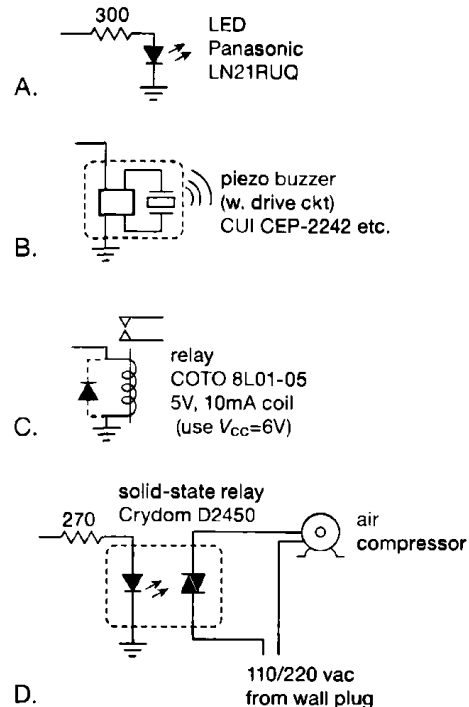 300
LED
Panasonic
LN21RUQ
A.
piezo buzzer
(w. drive ckt)
CUI CEP-2242 etc.
B.
relay
COTO 8L01-05
5V, 10mA coil
(use Vcc=6V)
C.
solid-state relay
Crydom D2450
270
air
compressor
110/220 vac
from wall plug
D.